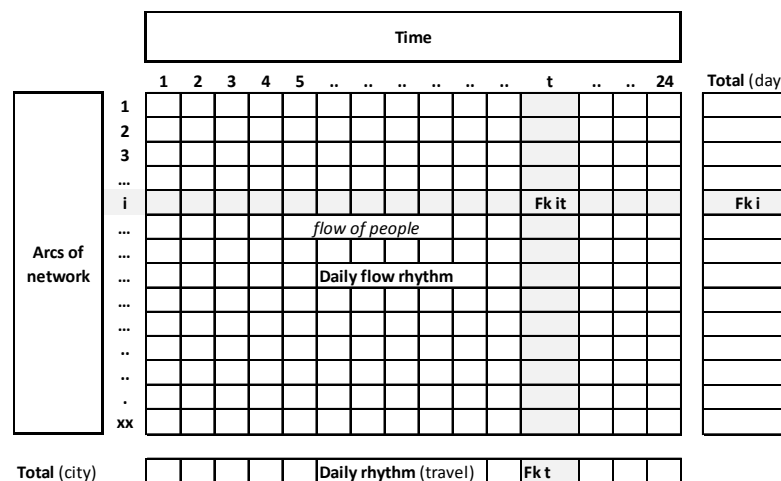 Time
1 2 3 4 5 .. .. .. .. .. .. t .. .. 24 Total (day
1
2
3
...
i Fk it Fk i
... flow of people
...
Arcs of
network
... Daily flow rhythm
...
...
..
..
.
xx
Total (city) Daily rhythm (travel) Fk t